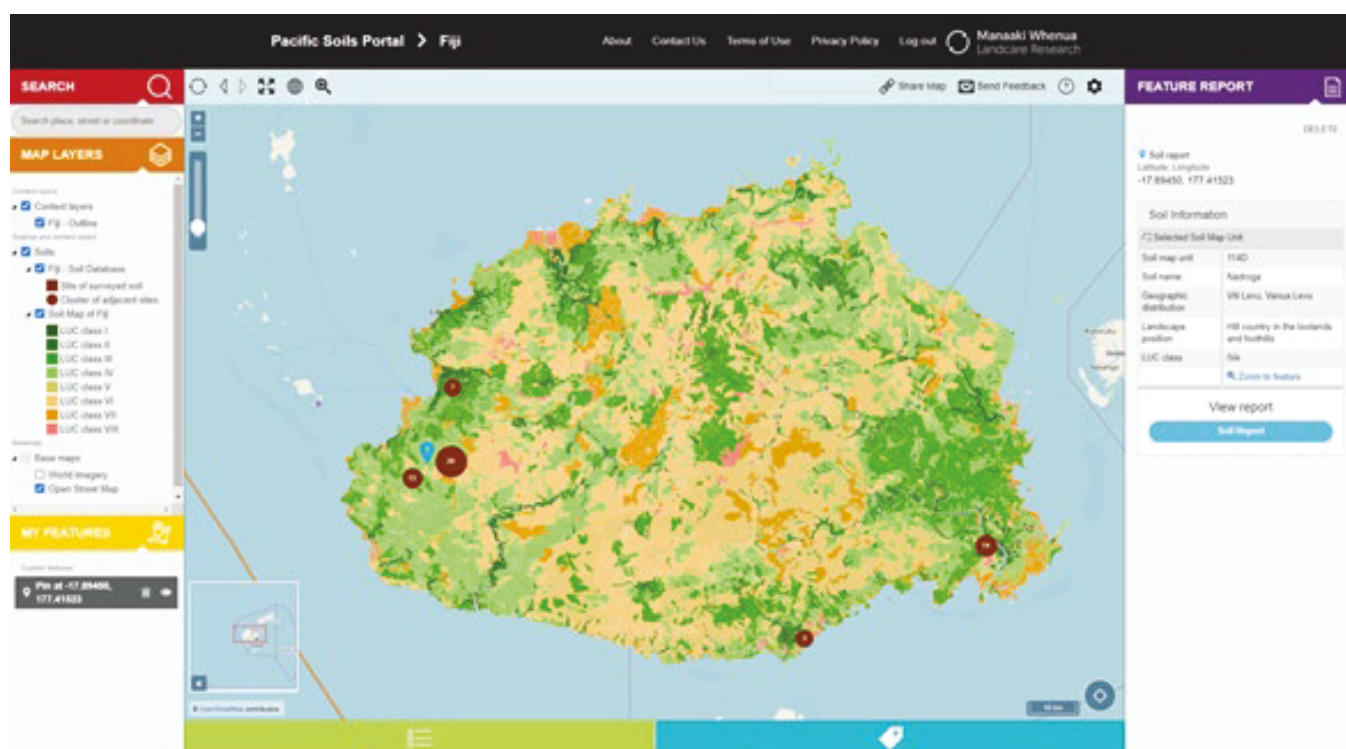 Pacific Soils Portal > Fiji
About Contact Us Terms of Use Privacy Policy Log out
Manaaki Whenua
Landcare Research
SEARCH
Search place, street or coordinate
MAP LAYERS
Context layers
Context layers
Fiji - Outline
Soils
Fiji - Soil Database
Site of surveyed soil
Cluster of adjacent sites
Soil Map of Fiji
LUC class I
LUC class II
LUC class III
LUC class IV
LUC class V
LUC class VI
LUC class VII
LUC class VIII
Base maps
World Imagery
Open Street Map
MY FEATURES
Custom features
Pin at -17.89450,
177.41523
Share Map Send Feedback
FEATURE REPORT
DELETE
Soil report
Latitude, Longitude
-17.89450, 177.41523
Soil Information
Selected Soil Map Unit
Soil map unit 114D
Soil name Nadroga
Geographic distribution Viti Levu, Vanua Levu
Landscape position Hill country in the lowlands and foothills
LUC class
Zoom to feature
View report
Soil Report